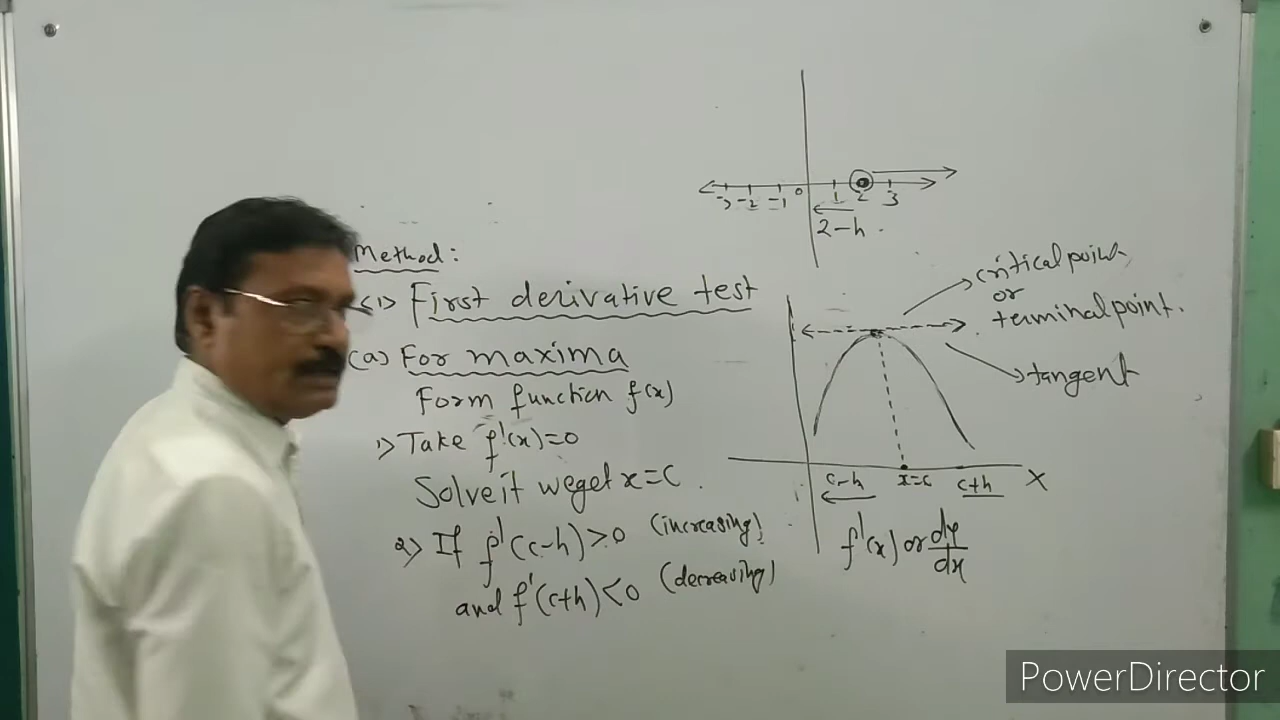 Method:
(1) First derivative test
(a) For maxima
Form function f(x)
1) Take f'(x)=0
Solve it we get x=c.
2) If f'(c-h)>0 (increasing)
and f'(c+h)<0 (decreasing)
-3 -2 -1 0 1 2 3
2-h
critical point
or
terminal point.
tangent
c-h x=c c+h X
f'(x) or dy/dx
PowerDirector